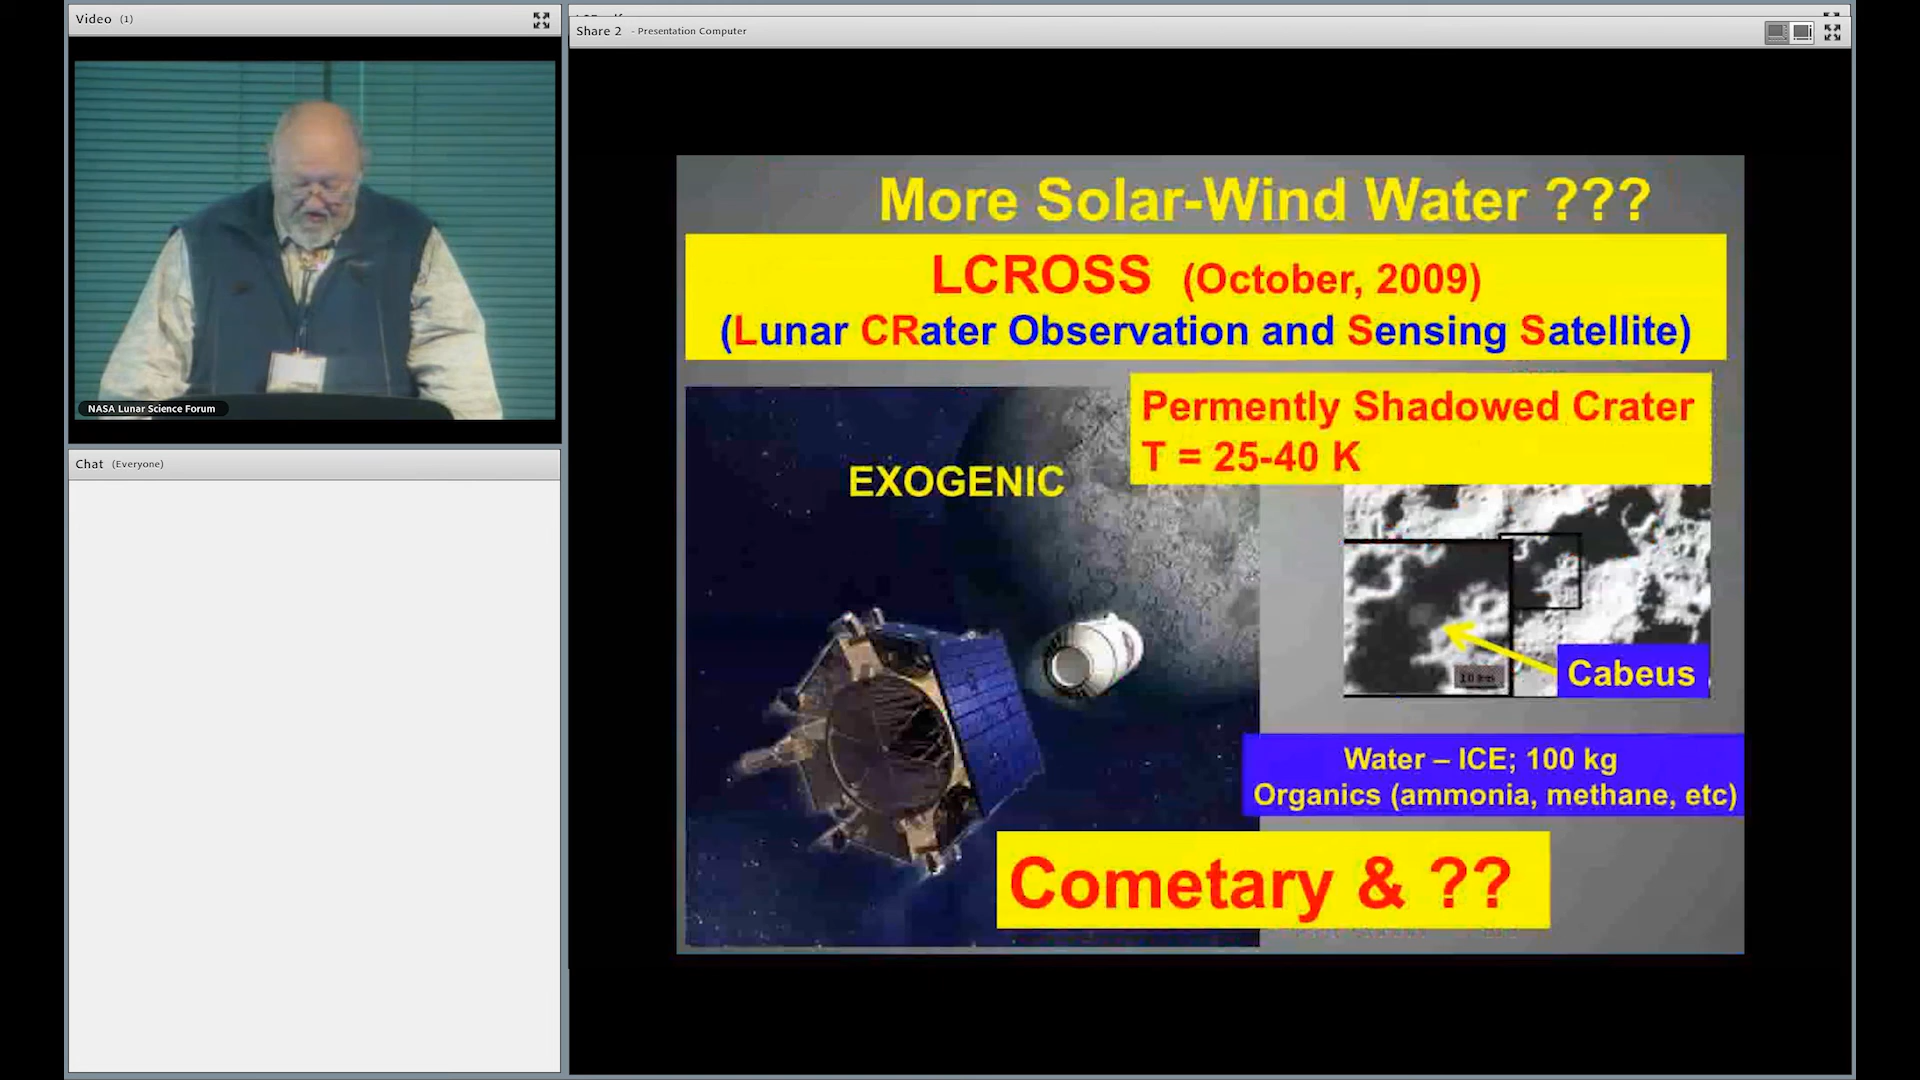 Video (1)
NASA Lunar Science Forum
Chat (Everyone)
Share 2 - Presentation Computer
More Solar-Wind Water ???
LCROSS (October, 2009)
(Lunar CRater Observation and Sensing Satellite)
Permently Shadowed Crater
T = 25-40 K
EXOGENIC
10 km
Cabeus
Water – ICE; 100 kg
Organics (ammonia, methane, etc)
Cometary & ??